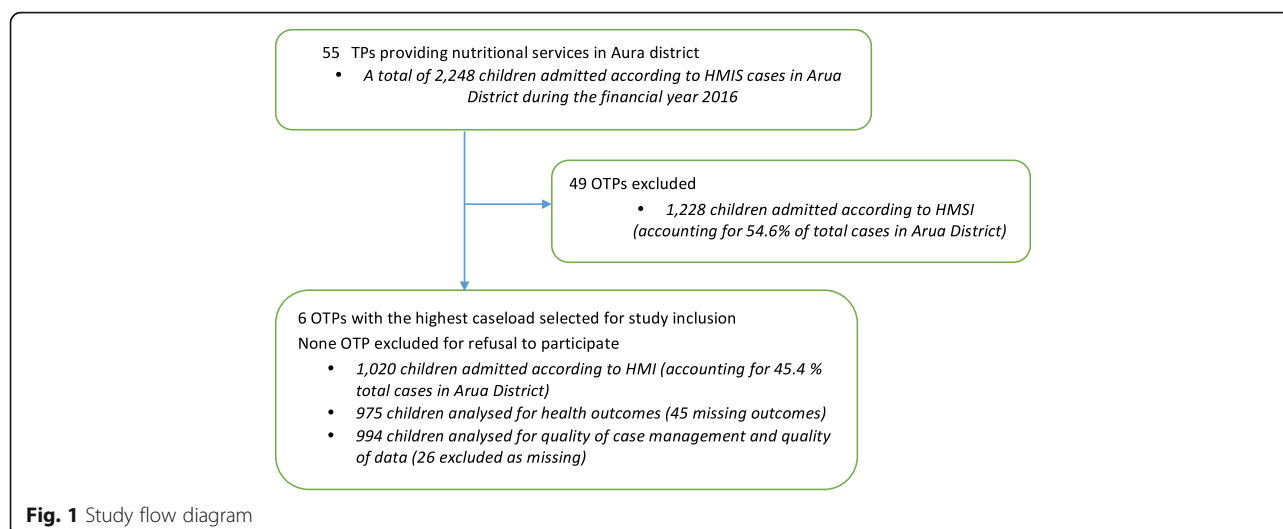 55 TPs providing nutritional services in Aura district
• A total of 2,248 children admitted according to HMIS cases in Arua
District during the financial year 2016
49 OTPs excluded
• 1,228 children admitted according to HMSI
(accounting for 54.6% of total cases in Arua District)
6 OTPs with the highest caseload selected for study inclusion
None OTP excluded for refusal to participate
• 1,020 children admitted according to HMI (accounting for 45.4 %
total cases in Arua District)
• 975 children analysed for health outcomes (45 missing outcomes)
• 994 children analysed for quality of case management and quality
of data (26 excluded as missing)
Fig. 1 Study flow diagram